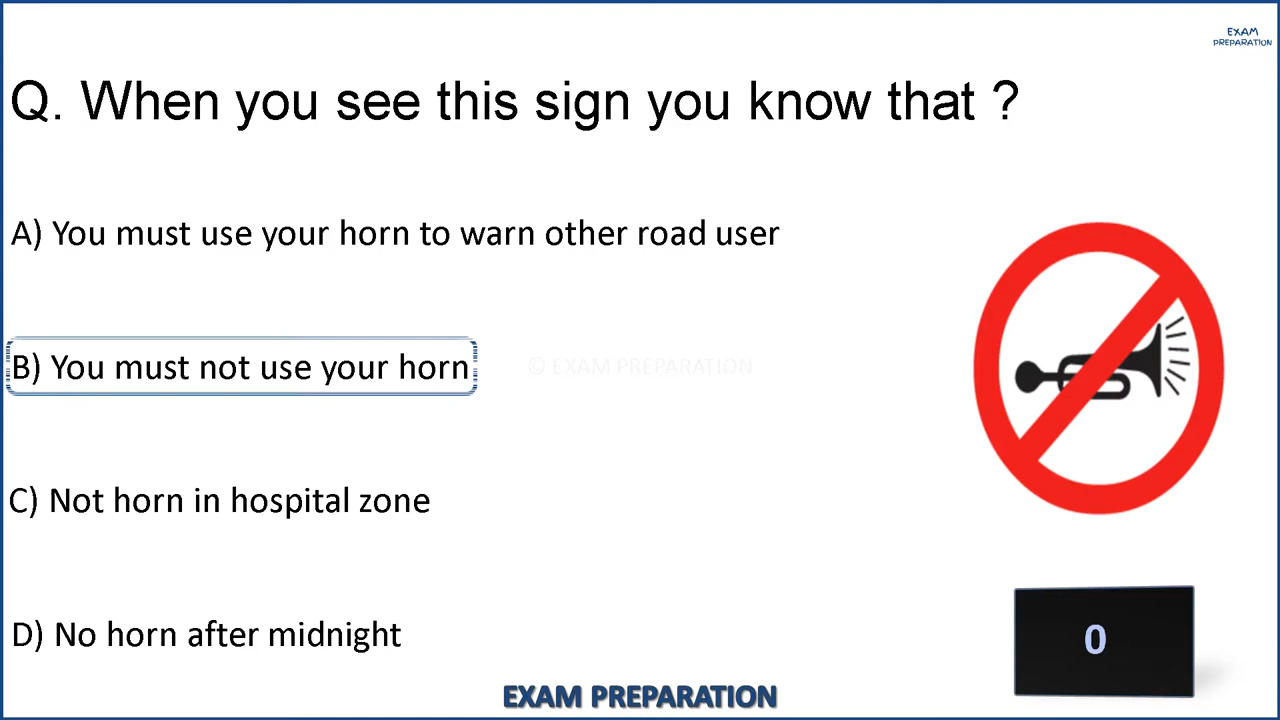 EXAM
PREPARATION
Q. When you see this sign you know that ?
A) You must use your horn to warn other road user
B) You must not use your horn
© EXAM PREPARATION
C) Not horn in hospital zone
D) No horn after midnight
0
EXAM PREPARATION